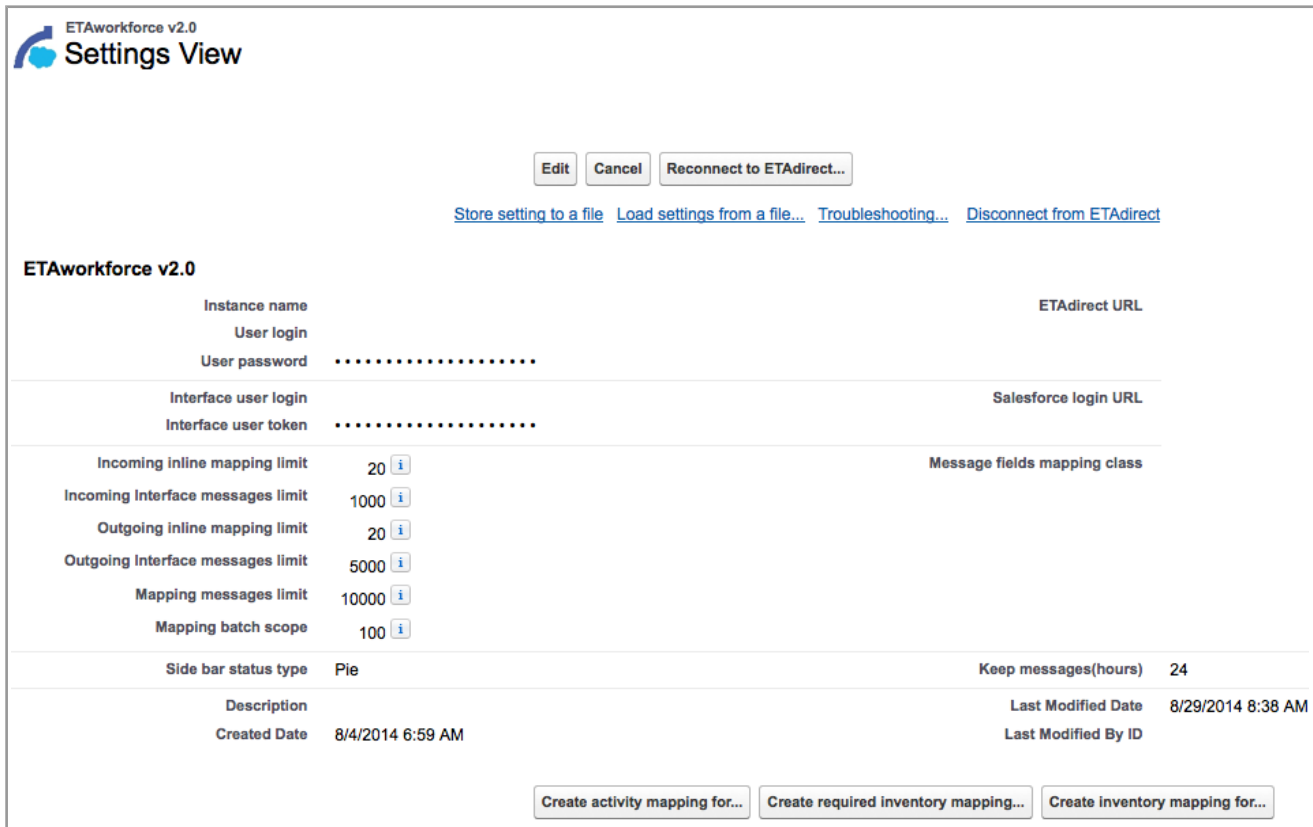 ETAworkforce v2.0
Settings View
Edit Cancel Reconnect to ETAdirect...
Store setting to a file Load settings from a file... Troubleshooting... Disconnect from ETAdirect
ETAworkforce v2.0
Instance name ETAdirect URL
User login
User password ••••••••••••••••••••
Interface user login Salesforce login URL
Interface user token ••••••••••••••••••••
Incoming inline mapping limit 20 i Message fields mapping class
Incoming Interface messages limit 1000 i
Outgoing inline mapping limit 20 i
Outgoing Interface messages limit 5000 i
Mapping messages limit 10000 i
Mapping batch scope 100 i
Side bar status type Pie Keep messages(hours) 24
Description Last Modified Date 8/29/2014 8:38 AM
Created Date 8/4/2014 6:59 AM Last Modified By ID
Create activity mapping for... Create required inventory mapping... Create inventory mapping for...